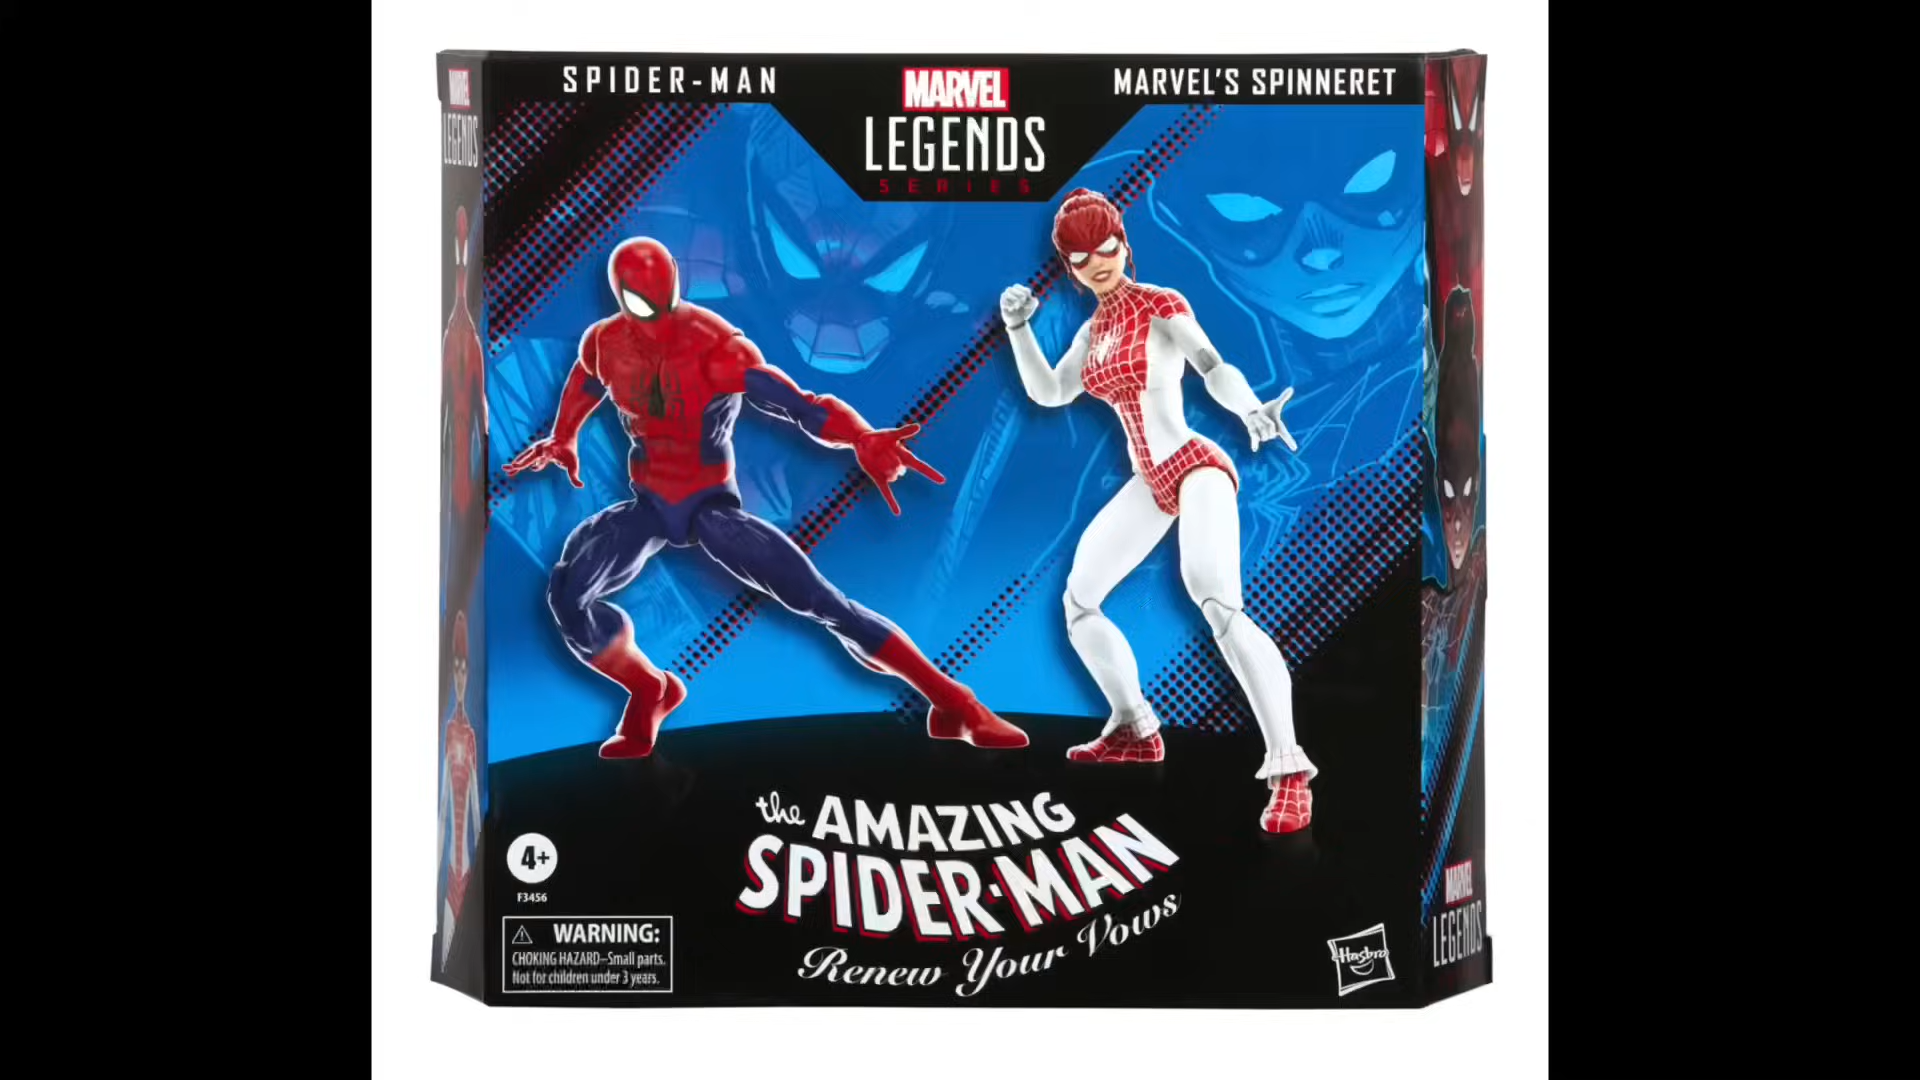 SPIDER-MAN
MARVEL
LEGENDS
SERIES
MARVEL'S SPINNERET
MARVEL
LEGENDS
the AMAZING
SPIDER-MAN
Renew Your Vows
4+
F3456
WARNING:
CHOKING HAZARD–Small parts.
Not for children under 3 years.
Hasbro
MARVEL
LEGENDS